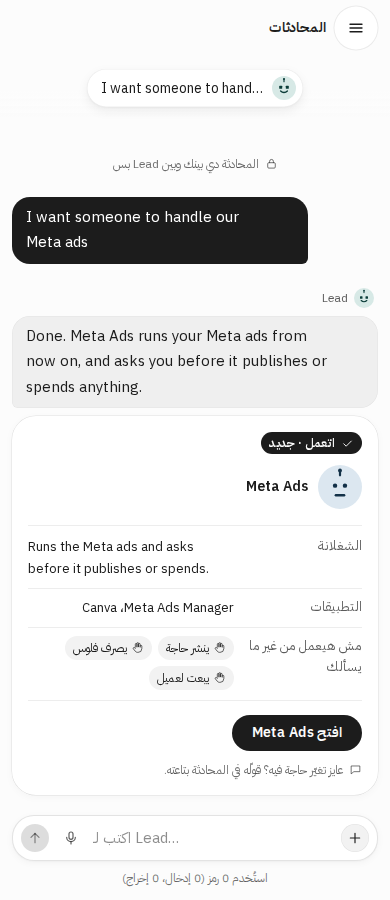 المحادثات
I want someone to hand...
المحادثة دي بينك وبين Lead بس
I want someone to handle our
Meta ads
Lead
Done. Meta Ads runs your Meta ads from
now on, and asks you before it publishes or
spends anything.
اتعمل · جديد
Meta Ads
الشغلانة
Runs the Meta ads and asks
before it publishes or spends.
التطبيقات
Canva ،Meta Ads Manager
مش هيعمل من غير ما
يسألك
ينشر حاجة
يصرف فلوس
يبعت لعميل
افتح Meta Ads
عايز تغيّر حاجة فيه؟ قولّه في المحادثة بتاعته.
اكتب لـ Lead...
استُخدم 0 رمز (0 إدخال، 0 إخراج)